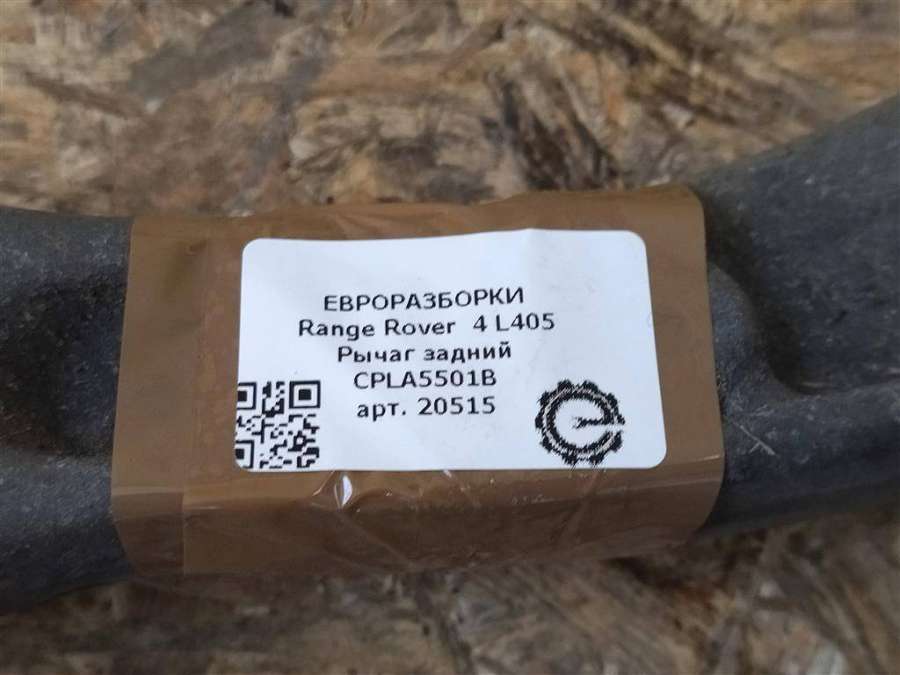 ЕВРОРАЗБОРКИ
Range Rover 4 L405
Рычаг задний
CPLA5501B
арт. 20515